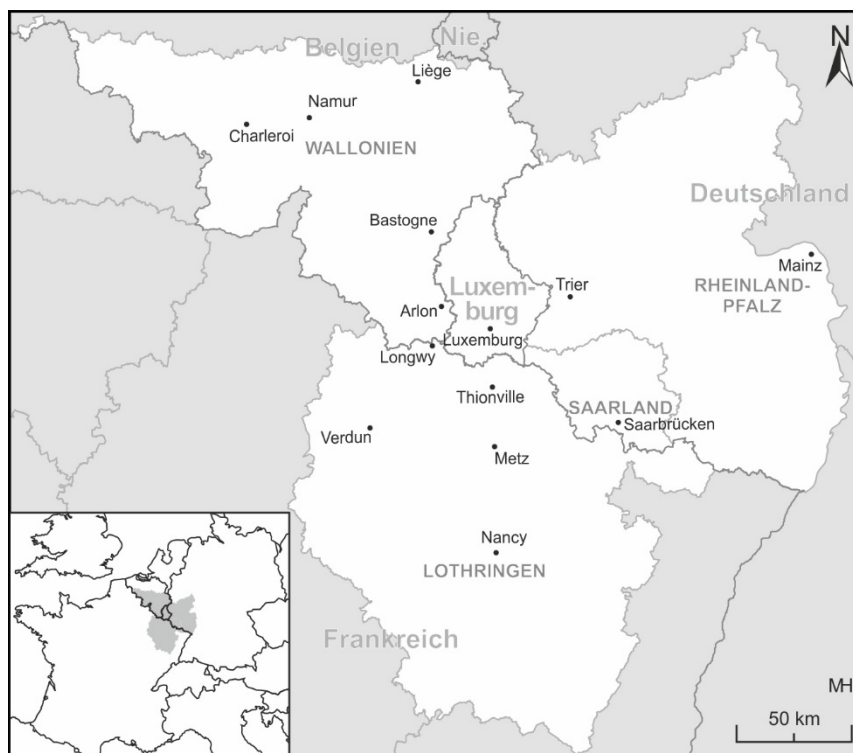 N
Belgien
Nie.
Liège
Namur
Charleroi
WALLONIEN
Deutschland
Bastogne
Mainz
Luxem-
burg
Trier
RHEINLAND-
PFALZ
Arlon
Luxemburg
Longwy
Thionville
SAARLAND
Saarbrücken
Verdun
Metz
Nancy
LOTHRINGEN
Frankreich
MH
50 km